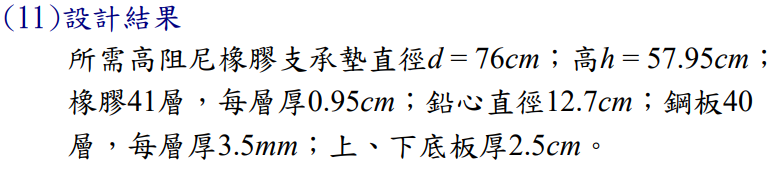 (11)設計結果
所需高阻尼橡膠支承墊直徑d = 76cm；高h = 57.95cm；
橡膠41層，每層厚0.95cm；鉛心直徑12.7cm；鋼板40
層，每層厚3.5mm；上、下底板厚2.5cm。